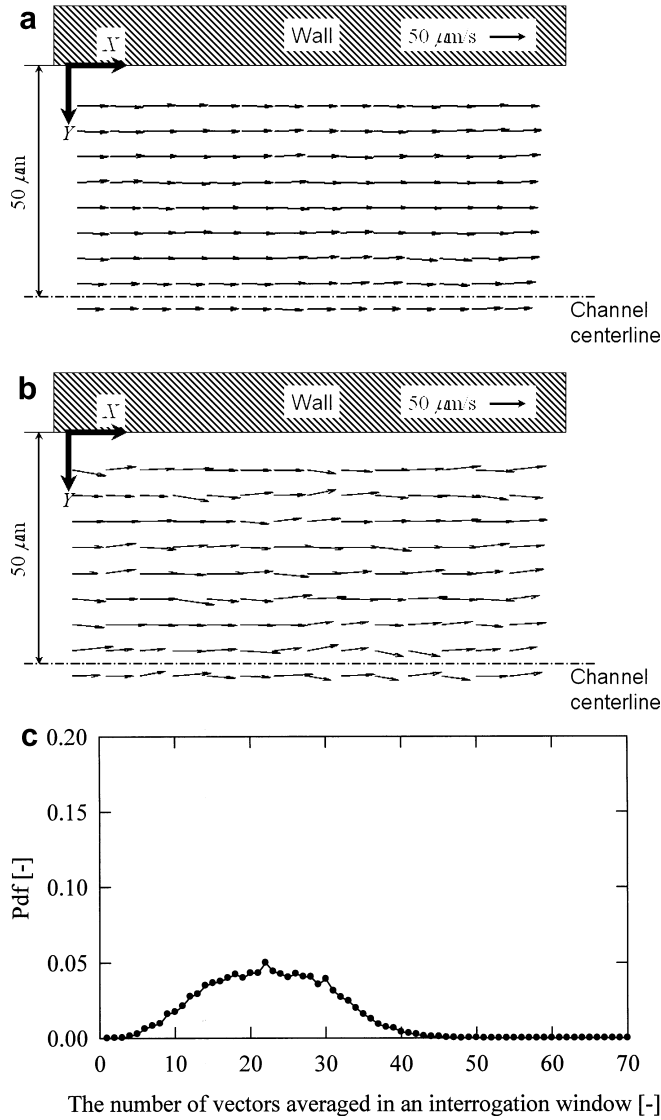 a
Wall
50 μm/s
X
Y
50 μm
Channel
centerline
b
Wall
50 μm/s
X
Y
50 μm
Channel
centerline
c
0.20
0.15
0.10
0.05
0.00
Pdf [-]
0 10 20 30 40 50 60 70
The number of vectors averaged in an interrogation window [-]